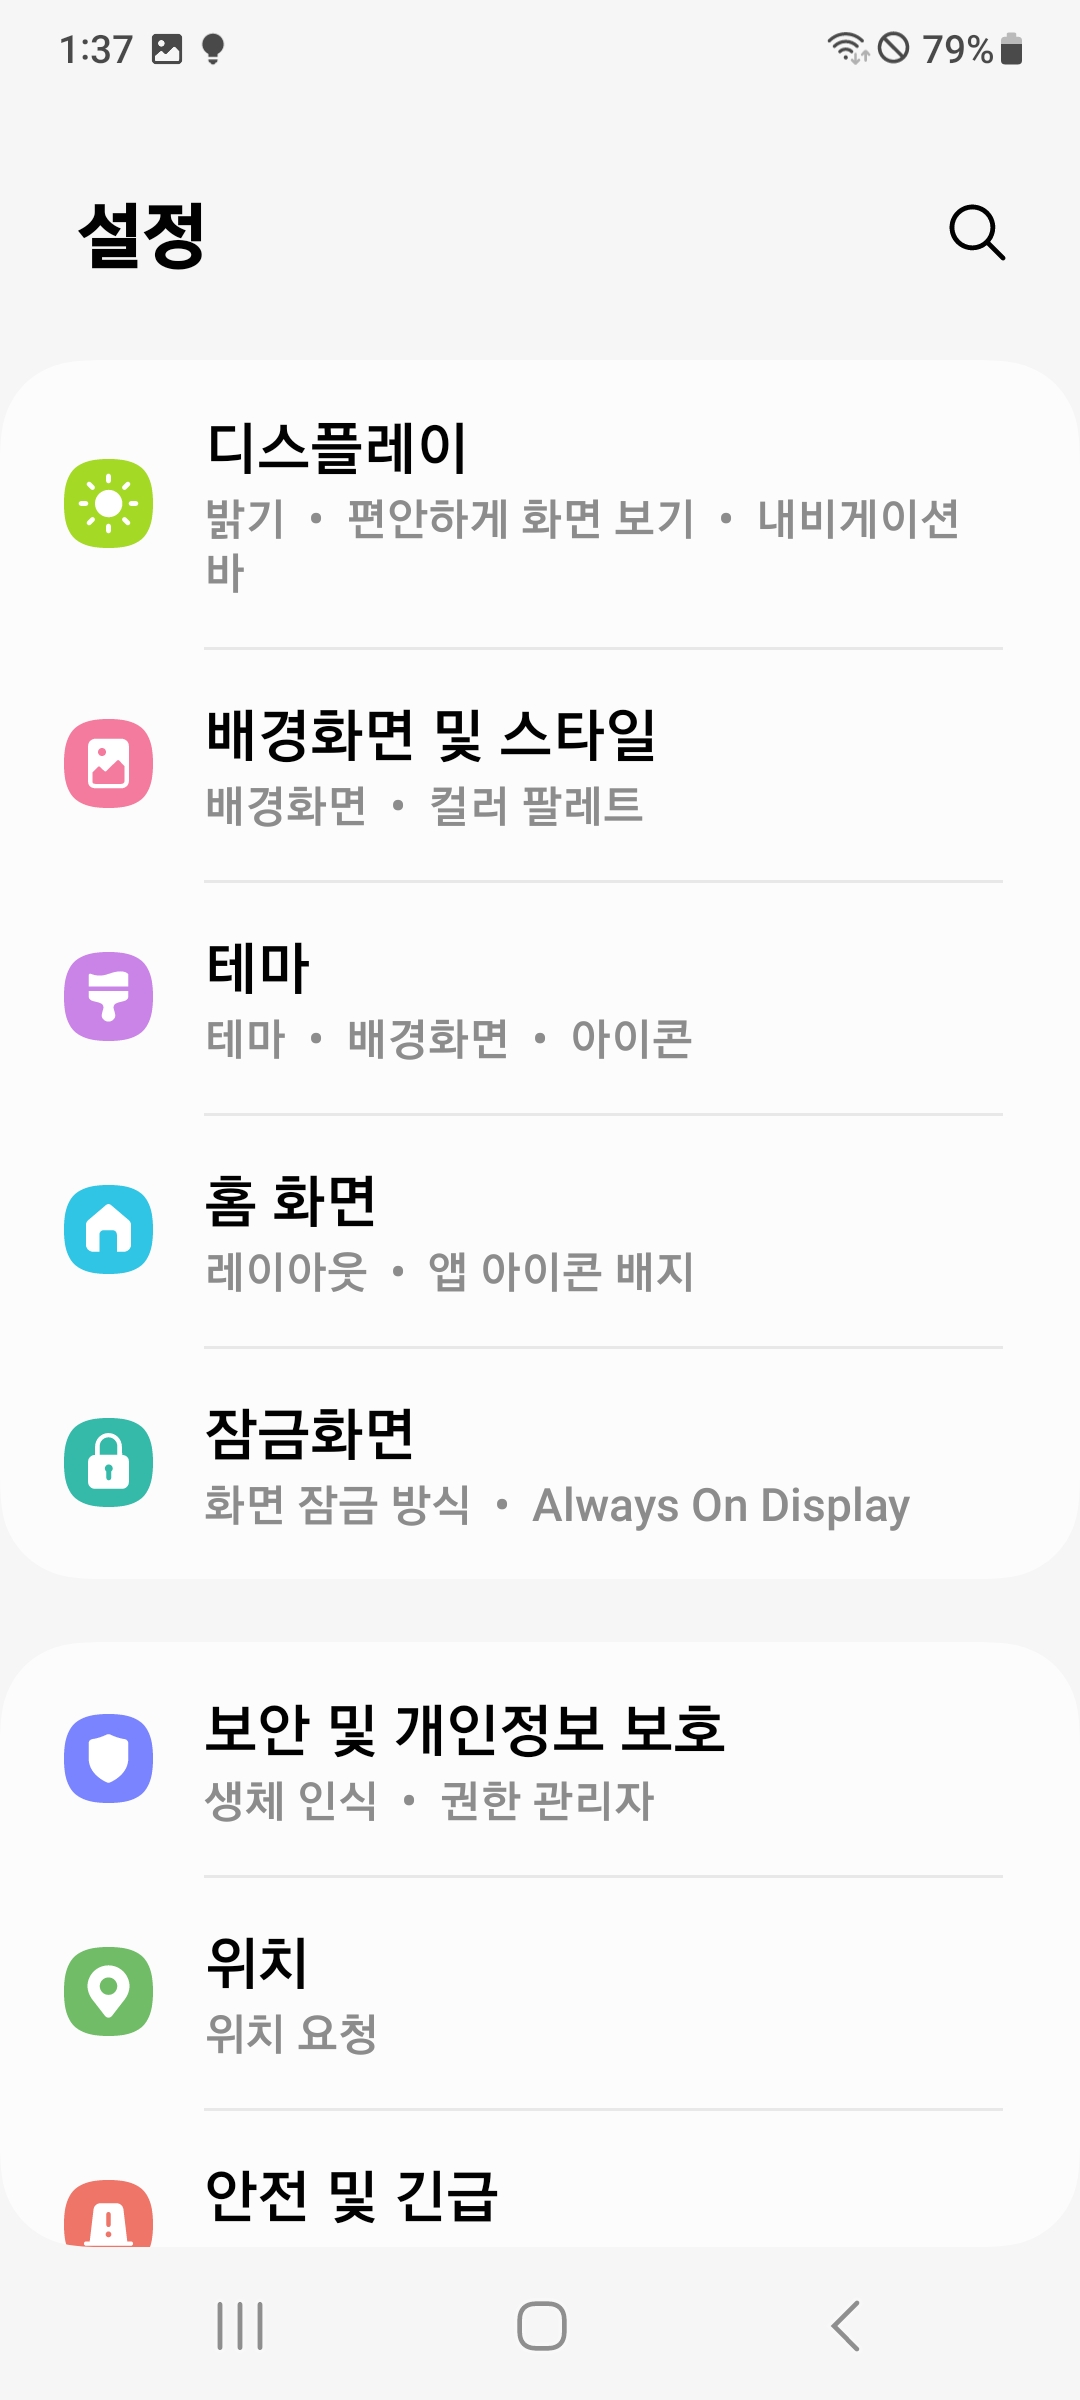 1:37 79%
설정
디스플레이
밝기 • 편안하게 화면 보기 • 내비게이션
바
배경화면 및 스타일
배경화면 • 컬러 팔레트
테마
테마 • 배경화면 • 아이콘
홈 화면
레이아웃 • 앱 아이콘 배지
잠금화면
화면 잠금 방식 • Always On Display
보안 및 개인정보 보호
생체 인식 • 권한 관리자
위치
위치 요청
안전 및 긴급